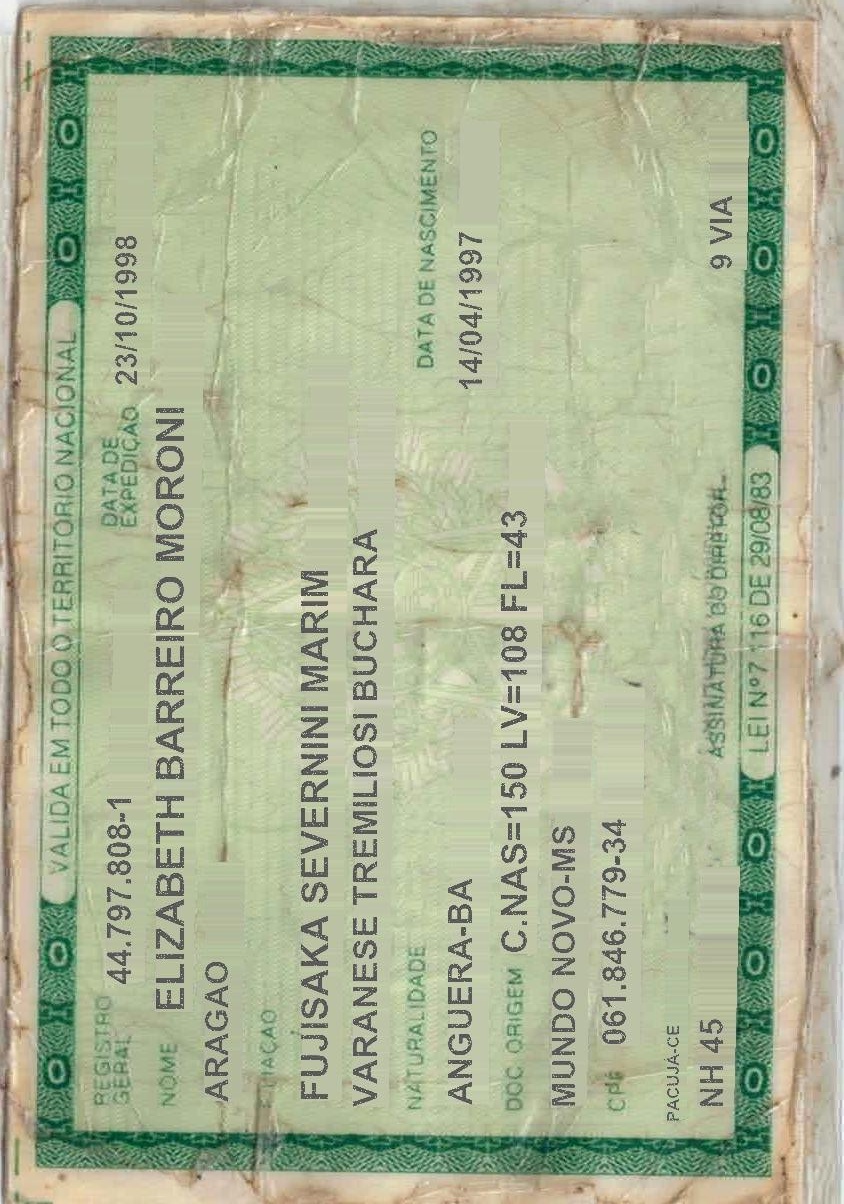 VALIDA EM TODO O TERRITÓRIO NACIONAL
REGISTRO GERAL 44.797.808-1 DATA DE EXPEDIÇÃO 23/10/1998
NOME ELIZABETH BARREIRO MORONI
ARAGAO
FILIAÇÃO
FUJISAKA SEVERNINI MARIM
VARANESE TREMILIOSI BUCHARA
NATURALIDADE DATA DE NASCIMENTO
ANGUERA-BA 14/04/1997
DOC. ORIGEM C.NAS=150 LV=108 FL=43
MUNDO NOVO-MS
CPF 061.846.779-34
PACUJÁ-CE
NH 45 ASSINATURA DO DIRETOR 9 VIA
LEI Nº 7 116 DE 29/08/83